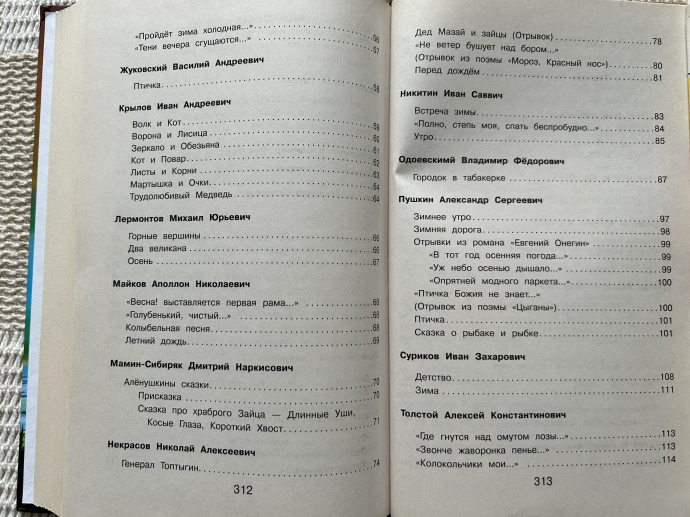 «Пройдёт зима холодная...» 56
«Тени вечера сгущаются...» 57
Жуковский Василий Андреевич
Птичка 58
Крылов Иван Андреевич
Волк и Кот 59
Ворона и Лисица 60
Зеркало и Обезьяна 61
Кот и Повар 62
Листы и Корни 63
Мартышка и Очки 64
Трудолюбивый Медведь 64
Лермонтов Михаил Юрьевич
Горные вершины 66
Два великана 66
Осень 67
Майков Аполлон Николаевич
«Весна! выставляется первая рама...» 68
«Голубенький, чистый...» 68
Колыбельная песня 68
Летний дождь 69
Мамин-Сибиряк Дмитрий Наркисович
Алёнушкины сказки 70
Присказка 70
Сказка про храброго Зайца — Длинные Уши,
Косые Глаза, Короткий Хвост 71
Некрасов Николай Алексеевич
Генерал Топтыгин 74
312
Дед Мазай и зайцы (Отрывок) 78
«Не ветер бушует над бором...»
(Отрывок из поэмы «Мороз, Красный нос») 80
Перед дождём 81
Никитин Иван Саввич
Встреча зимы 83
«Полно, степь моя, спать беспробудно...» 84
Утро 85
Одоевскимй Владимир Фёдорович
Городок в табакерке 87
Пушкин Александр Сергеевич
Зимнее утро 97
Зимняя дорога 98
Отрывки из романа «Евгений Онегин» 99
«В тот год осенняя погода...» 99
«Уж небо осенью дышало...» 99
«Опрятней модного паркета...» 100
«Птичка Божия не знает...»
(Отрывок из поэмы «Цыганы») 100
Птичка 101
Сказка о рыбаке и рыбке 101
Суриков Иван Захарович
Детство 108
Зима 111
Толстой Алексей Константинович
«Где гнутся над омутом лозы...» 113
«Звонче жаворонка пенье...» 113
«Колокольчики мои...» 114
313